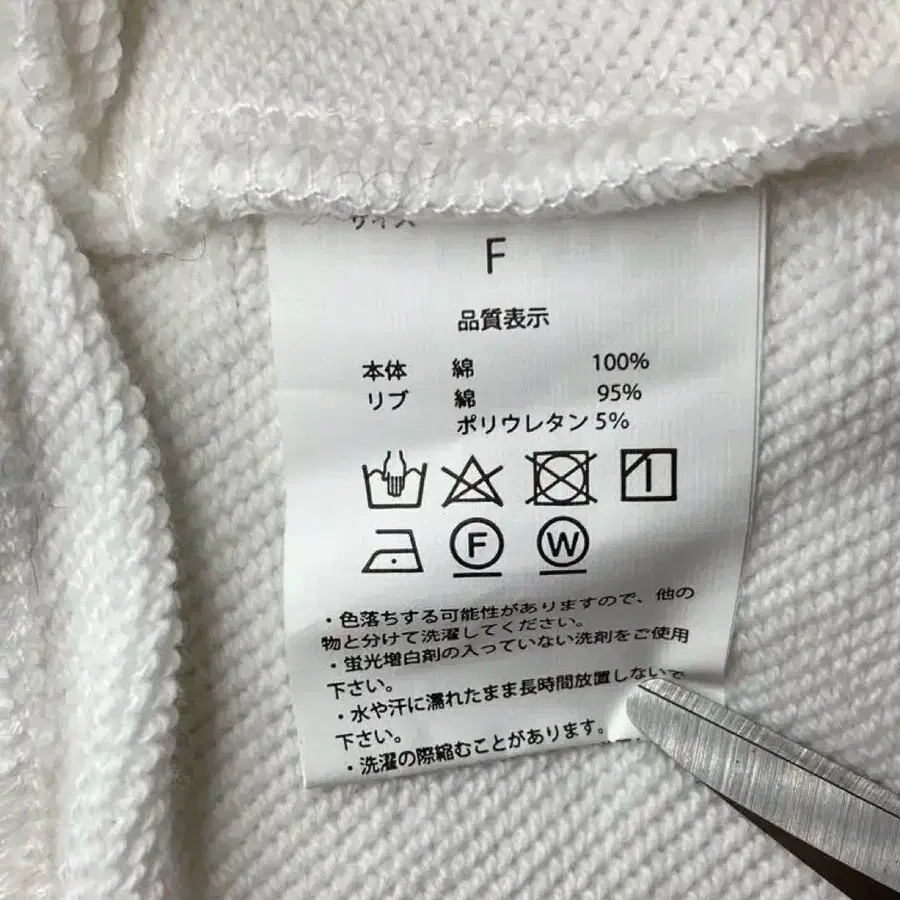 サイズ
F
品質表示
本体 綿 100%
リブ 綿 95%
ポリウレタン 5%
F W
・色落ちする可能性がありますので、他の
物と分けて洗濯してください。
・蛍光増白剤の入っていない洗剤をご使用
下さい。
・水や汗に濡れたまま長時間放置しないで
下さい。
・洗濯の際縮むことがあります。